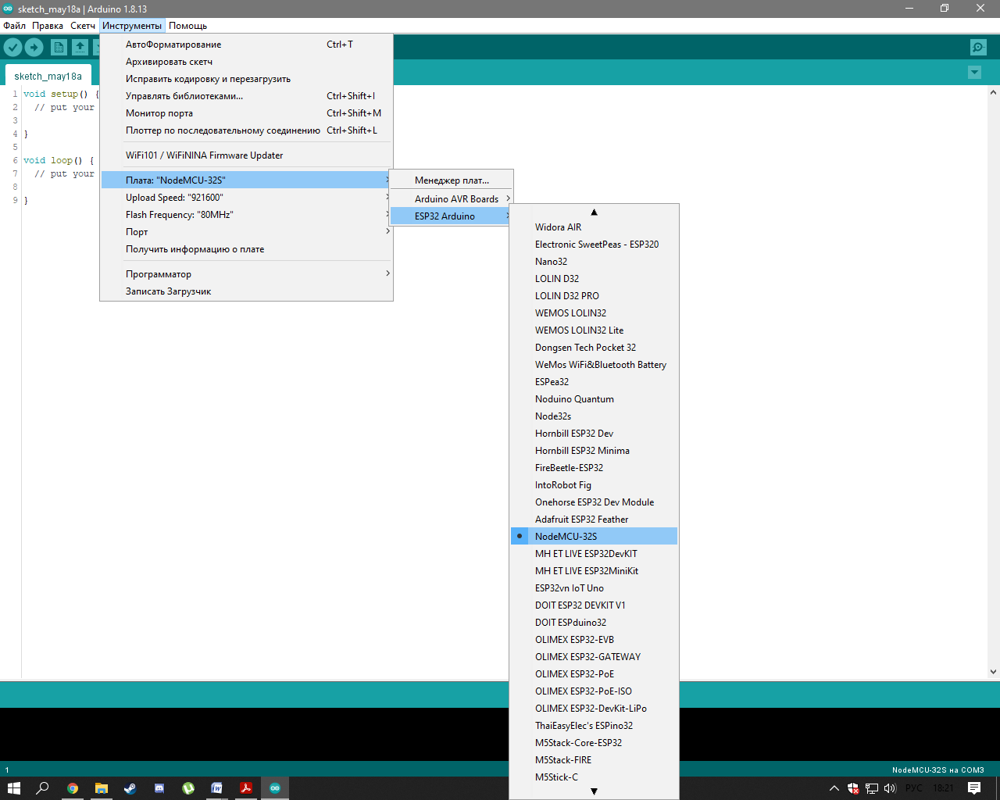 sketch_may18a | Arduino 1.8.13
Файл Правка Скетч Инструменты Помощь
sketch_may18a
1 void setup() {
2 // put your
3
4 }
5
6 void loop() {
7 // put your
8
9 }
АвтоФорматирование Ctrl+T
Архивировать скетч
Исправить кодировку и перезагрузить
Управлять библиотеками... Ctrl+Shift+I
Монитор порта Ctrl+Shift+M
Плоттер по последовательному соединению Ctrl+Shift+L
WiFi101 / WiFiNINA Firmware Updater
Плата: "NodeMCU-32S"
Upload Speed: "921600"
Flash Frequency: "80MHz"
Порт
Получить информацию о плате
Программатор
Записать Загрузчик
Менеджер плат...
Arduino AVR Boards
ESP32 Arduino
Widora AIR
Electronic SweetPeas - ESP320
Nano32
LOLIN D32
LOLIN D32 PRO
WEMOS LOLIN32
WEMOS LOLIN32 Lite
Dongsen Tech Pocket 32
WeMos WiFi&Bluetooth Battery
ESPea32
Noduino Quantum
Node32s
Hornbill ESP32 Dev
Hornbill ESP32 Minima
FireBeetle-ESP32
IntoRobot Fig
Onehorse ESP32 Dev Module
Adafruit ESP32 Feather
NodeMCU-32S
MH ET LIVE ESP32DevKIT
MH ET LIVE ESP32MiniKit
ESP32vn IoT Uno
DOIT ESP32 DEVKIT V1
DOIT ESPduino32
OLIMEX ESP32-EVB
OLIMEX ESP32-GATEWAY
OLIMEX ESP32-PoE
OLIMEX ESP32-PoE-ISO
OLIMEX ESP32-DevKit-LiPo
ThaiEasyElec's ESPino32
M5Stack-Core-ESP32
M5Stack-FIRE
M5Stick-C
1 NodeMCU-32S на COM3
РУС 18:21